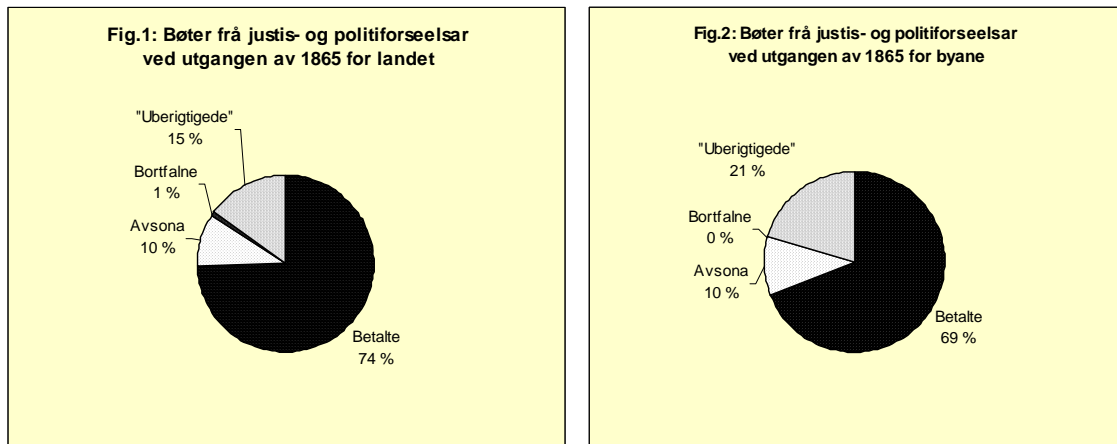 Fig.1: Bøter frå justis- og politiforseelsar
ved utgangen av 1865 for landet
"Uberigtigede"
15 %
Bortfalne
1 %
Avsona
10 %
Betalte
74 %
Fig.2: Bøter frå justis- og politiforseelsar
ved utgangen av 1865 for byane
"Uberigtigede"
21 %
Bortfalne
0 %
Avsona
10 %
Betalte
69 %